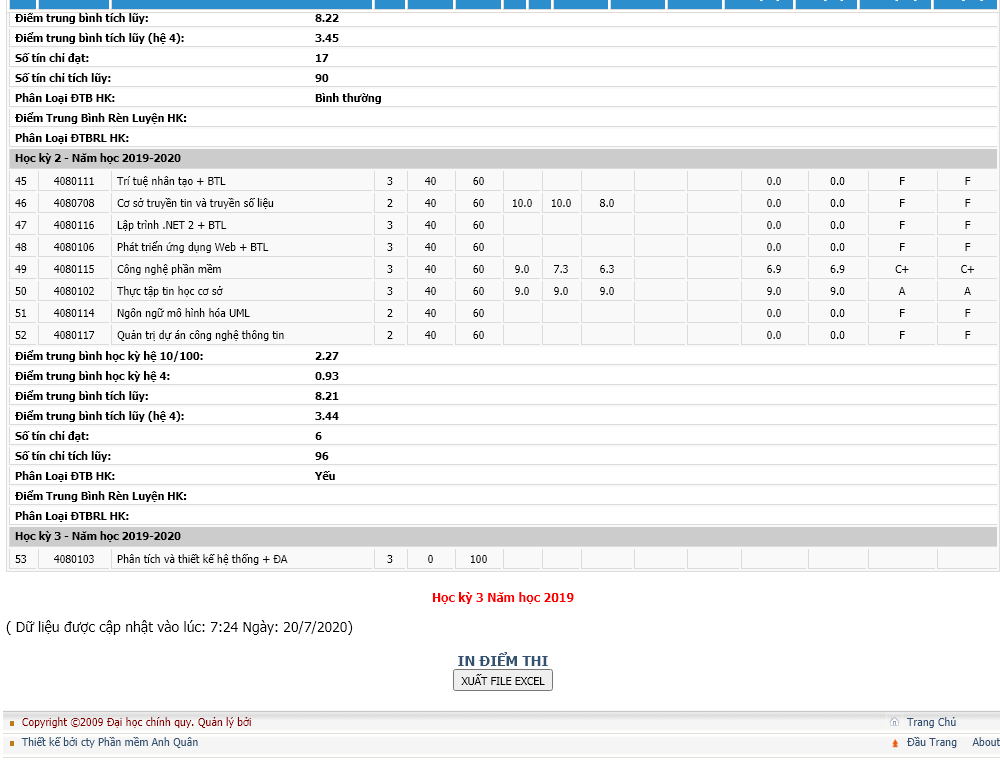 Điểm trung bình tích lũy: 8.22
Điểm trung bình tích lũy (hệ 4): 3.45
Số tín chỉ đạt: 17
Số tín chỉ tích lũy: 90
Phân Loại ĐTB HK: Bình thường
Điểm Trung Bình Rèn Luyện HK:
Phân Loại ĐTBRL HK:
Học kỳ 2 - Năm học 2019-2020
45 4080111 Trí tuệ nhân tạo + BTL 3 40 60 0.0 0.0 F F
46 4080708 Cơ sở truyền tin và truyền số liệu 2 40 60 10.0 10.0 8.0 0.0 0.0 F F
47 4080116 Lập trình .NET 2 + BTL 3 40 60 0.0 0.0 F F
48 4080106 Phát triển ứng dụng Web + BTL 3 40 60 0.0 0.0 F F
49 4080115 Công nghệ phần mềm 3 40 60 9.0 7.3 6.3 6.9 6.9 C+ C+
50 4080102 Thực tập tin học cơ sở 3 40 60 9.0 9.0 9.0 9.0 9.0 A A
51 4080114 Ngôn ngữ mô hình hóa UML 2 40 60 0.0 0.0 F F
52 4080117 Quản trị dự án công nghệ thông tin 2 40 60 0.0 0.0 F F
Điểm trung bình học kỳ hệ 10/100: 2.27
Điểm trung bình học kỳ hệ 4: 0.93
Điểm trung bình tích lũy: 8.21
Điểm trung bình tích lũy (hệ 4): 3.44
Số tín chỉ đạt: 6
Số tín chỉ tích lũy: 96
Phân Loại ĐTB HK: Yếu
Điểm Trung Bình Rèn Luyện HK:
Phân Loại ĐTBRL HK:
Học kỳ 3 - Năm học 2019-2020
53 4080103 Phân tích và thiết kế hệ thống + ĐA 3 0 100
Học kỳ 3 Năm học 2019
( Dữ liệu được cập nhật vào lúc: 7:24 Ngày: 20/7/2020)
IN ĐIỂM THI
XUẤT FILE EXCEL
Copyright ©2009 Đại học chính quy. Quản lý bởi Trang Chủ
Thiết kế bởi cty Phần mềm Anh Quân Đầu Trang About